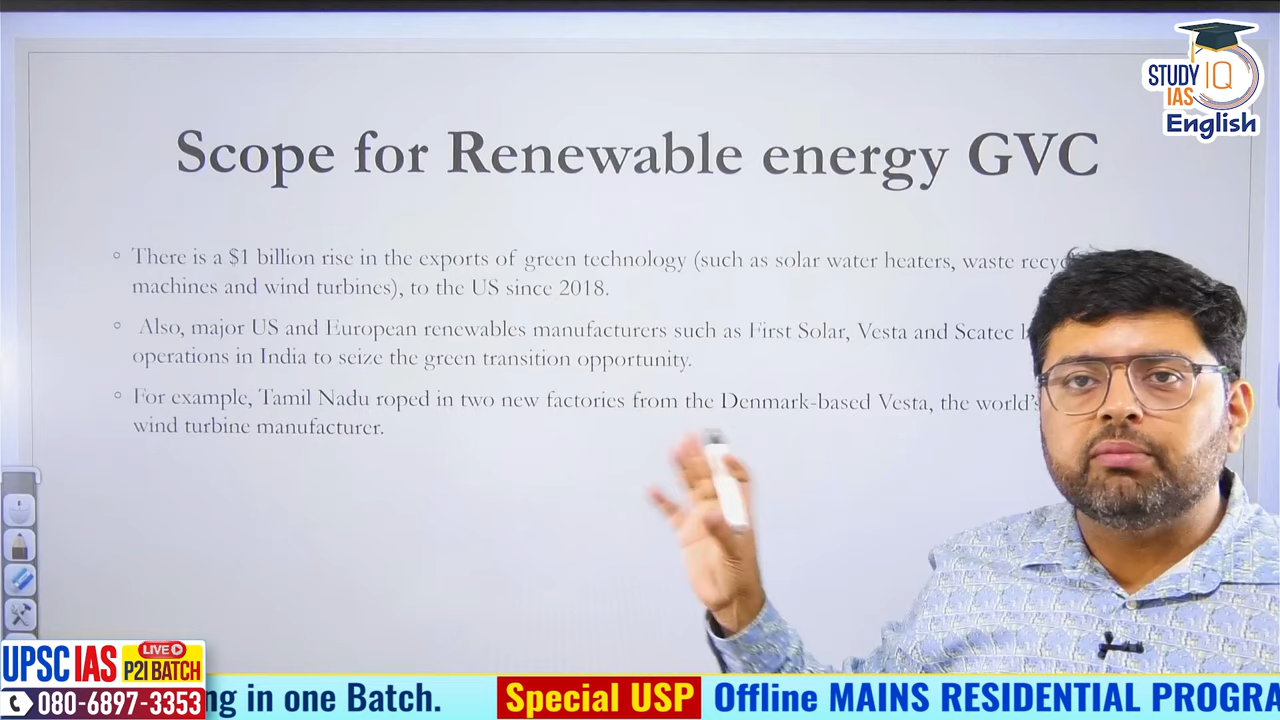 STUDY IQ
IAS
English
Scope for Renewable energy GVC
There is a $1 billion rise in the exports of green technology (such as solar water heaters, waste
machines and wind turbines), to the US since 2018.
Also, major US and European renewables manufacturers such as First Solar, Vesta and Scatec
operations in India to seize the green transition opportunity.
For example, Tamil Nadu roped in two new factories from the Denmark-based Vesta, the world's
wind turbine manufacturer.
UPSC IAS LIVE P2I BATCH
080-6897-3353
ng in one Batch. Special USP Offline MAINS RESIDENTIAL PROGRA